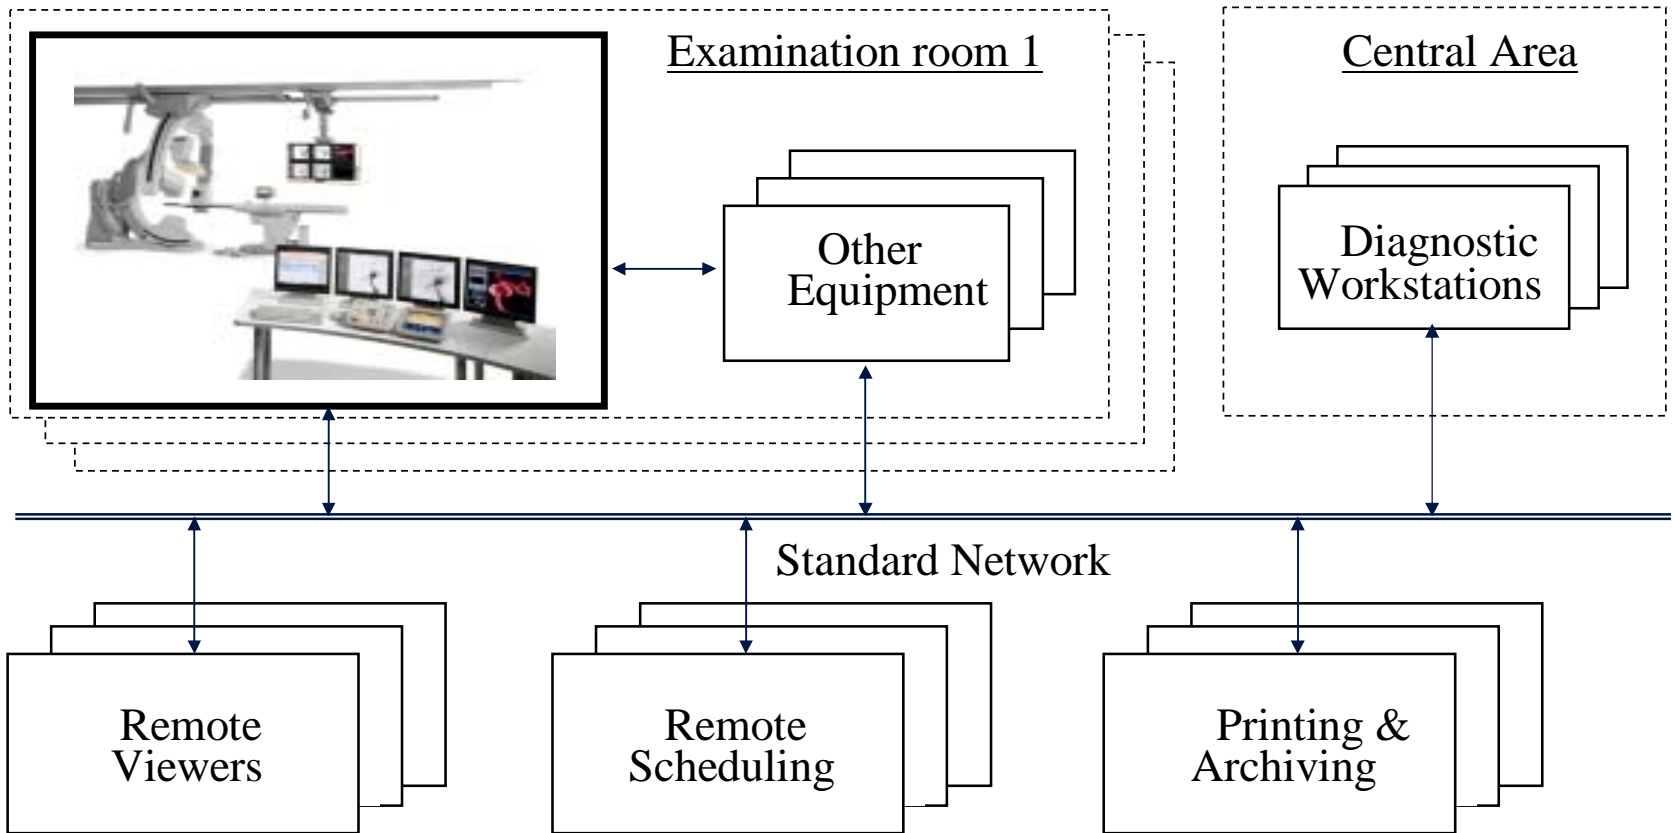 Examination room 1
Central Area
Other
Equipment
Diagnostic
Workstations
Standard Network
Remote
Viewers
Remote
Scheduling
Printing &
Archiving